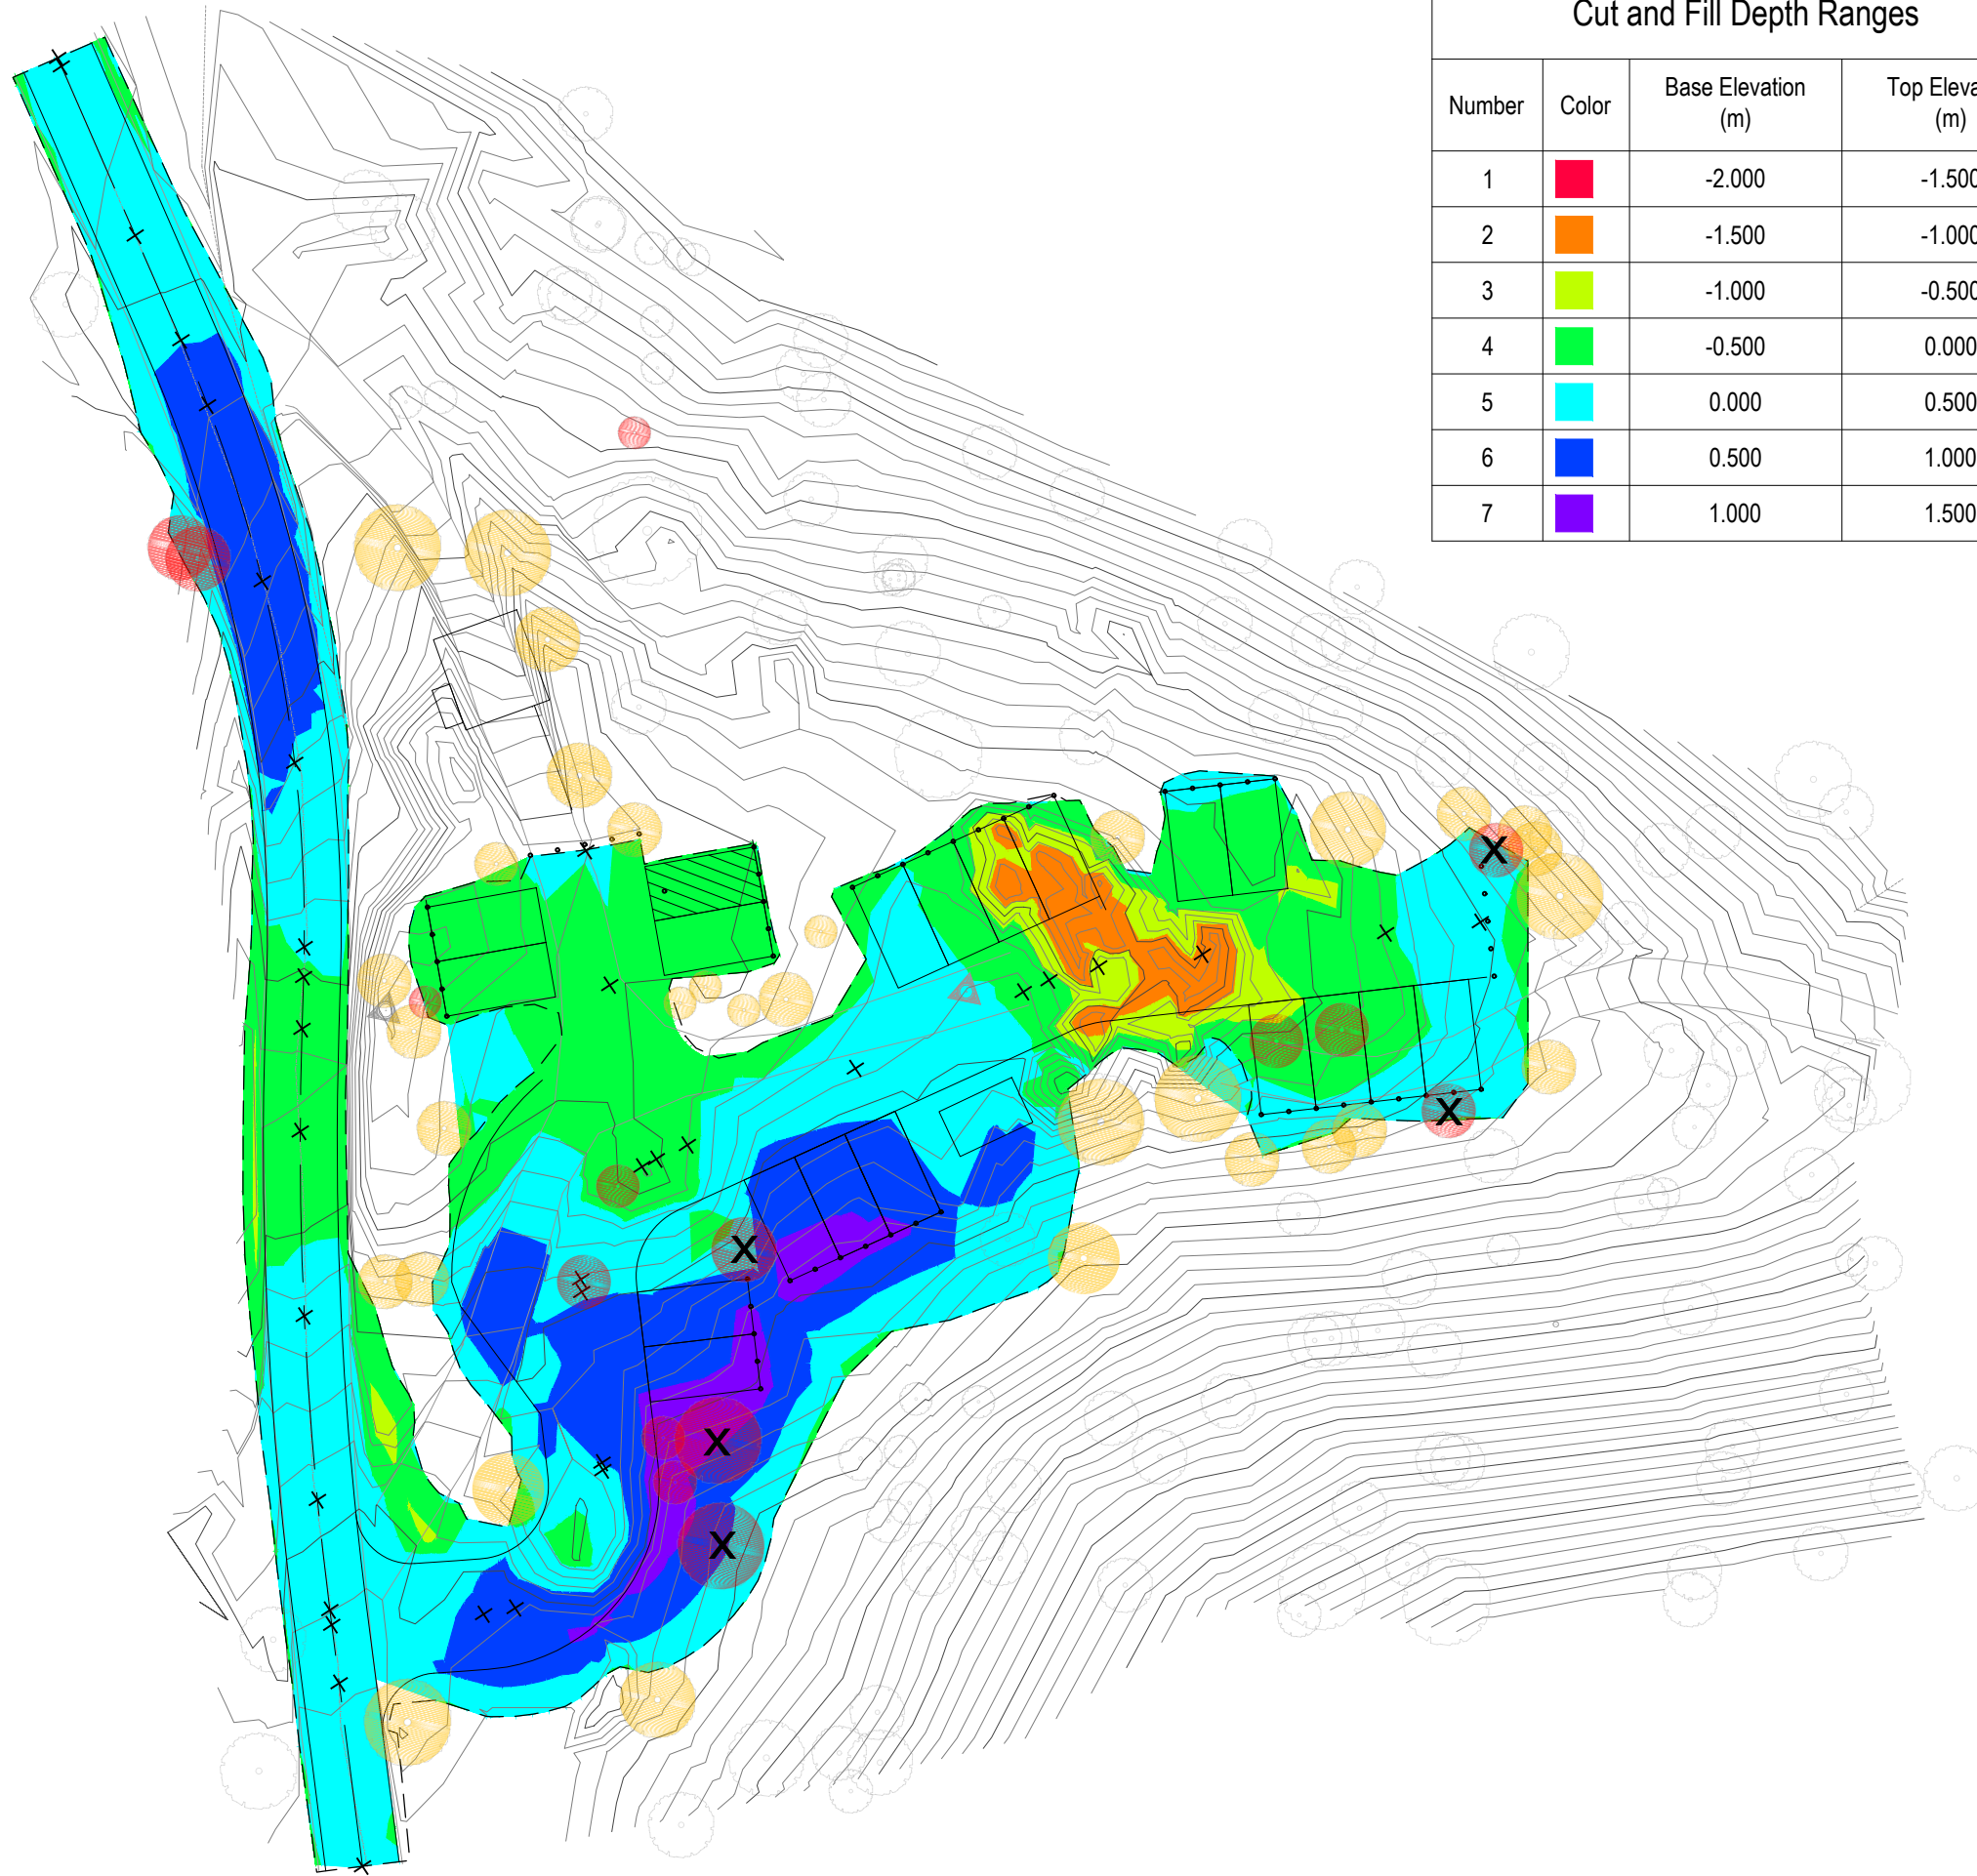 Cut and Fill Depth Ranges
Number Color Base Elevation (m) Top Eleva (m)
1 -2.000 -1.500
2 -1.500 -1.000
3 -1.000 -0.500
4 -0.500 0.000
5 0.000 0.500
6 0.500 1.000
7 1.000 1.500
X
X
X
X
X